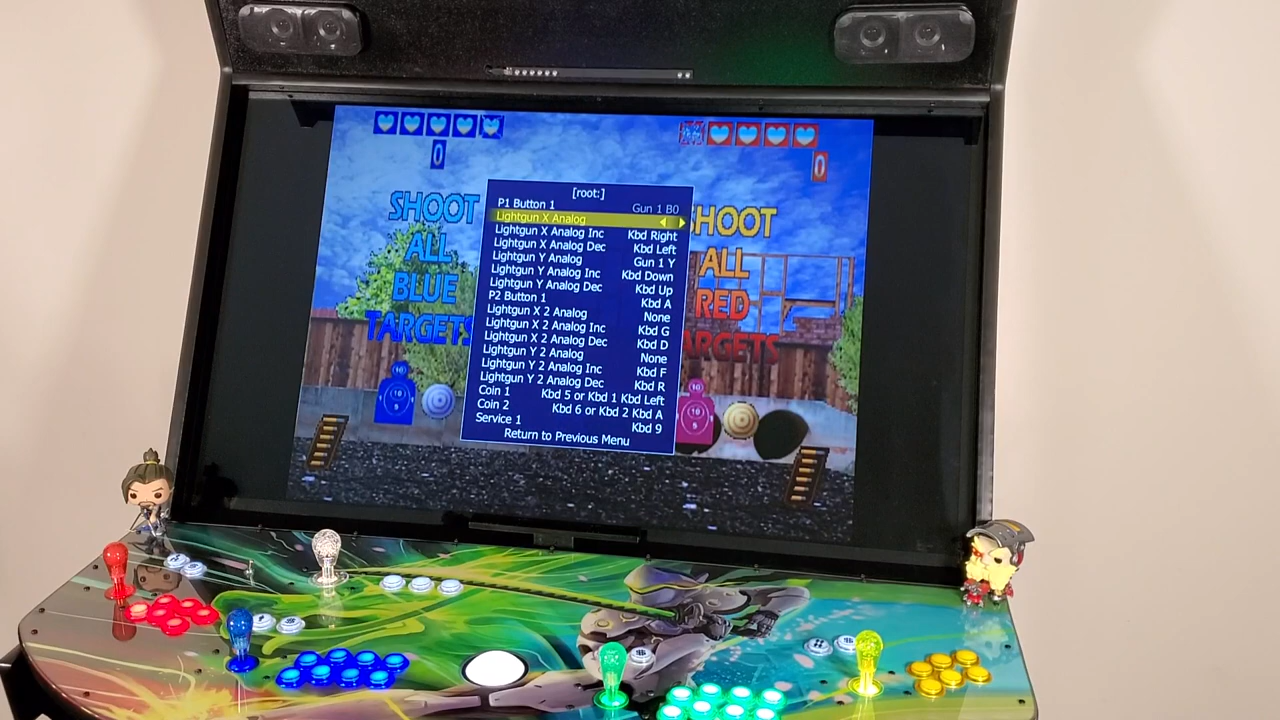 0
0
SHOOT
ALL
BLUE
TARGETS
SHOOT
ALL
RED
TARGETS
[root:]
P1 Button 1 Gun 1 B0
Lightgun X Analog
Lightgun X Analog Inc Kbd Right
Lightgun X Analog Dec Kbd Left
Lightgun Y Analog Gun 1 Y
Lightgun Y Analog Inc Kbd Down
Lightgun Y Analog Dec Kbd Up
P2 Button 1 Kbd A
Lightgun X 2 Analog None
Lightgun X 2 Analog Inc Kbd G
Lightgun X 2 Analog Dec Kbd D
Lightgun Y 2 Analog None
Lightgun Y 2 Analog Inc Kbd F
Lightgun Y 2 Analog Dec Kbd R
Coin 1 Kbd 5 or Kbd 1 Kbd Left
Coin 2 Kbd 6 or Kbd 2 Kbd A
Service 1 Kbd 9
Return to Previous Menu
10
5
10
10
5